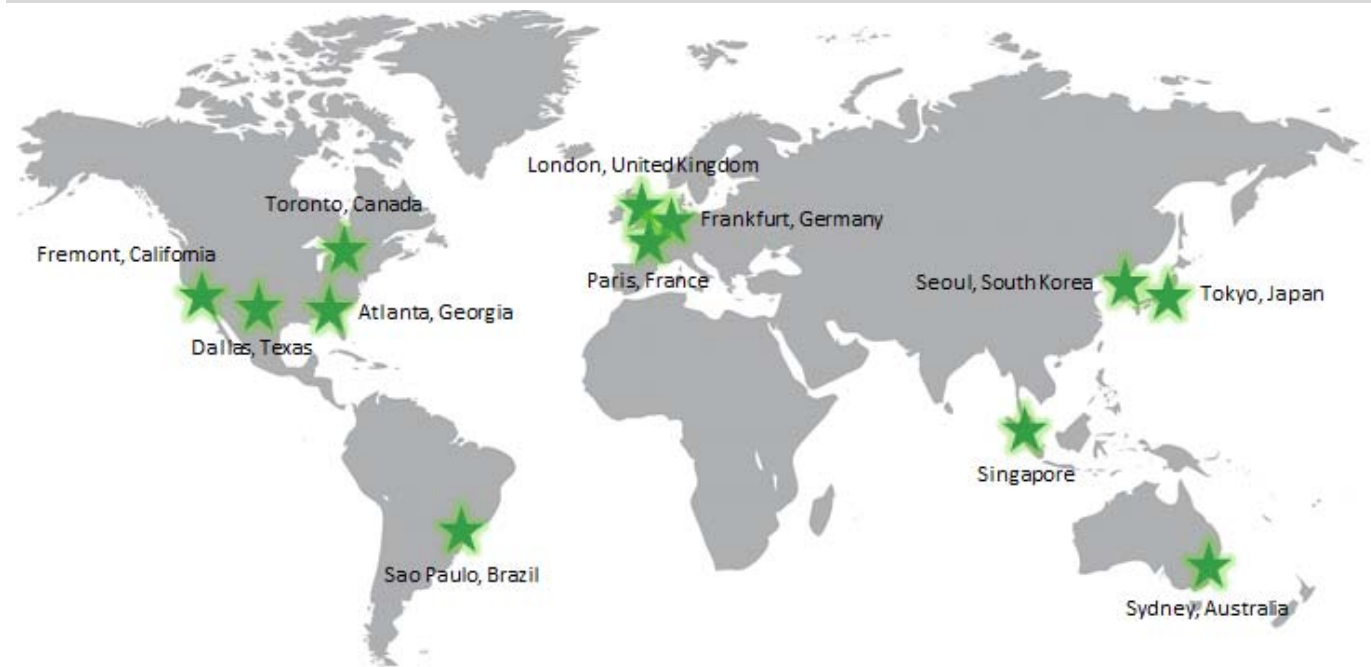 London, United Kingdom
Toronto, Canada
Frankfurt, Germany
Fremont, California
Paris, France
Seoul, South Korea
Tokyo, Japan
Atlanta, Georgia
Dallas, Texas
Singapore
Sao Paulo, Brazil
Sydney, Australia